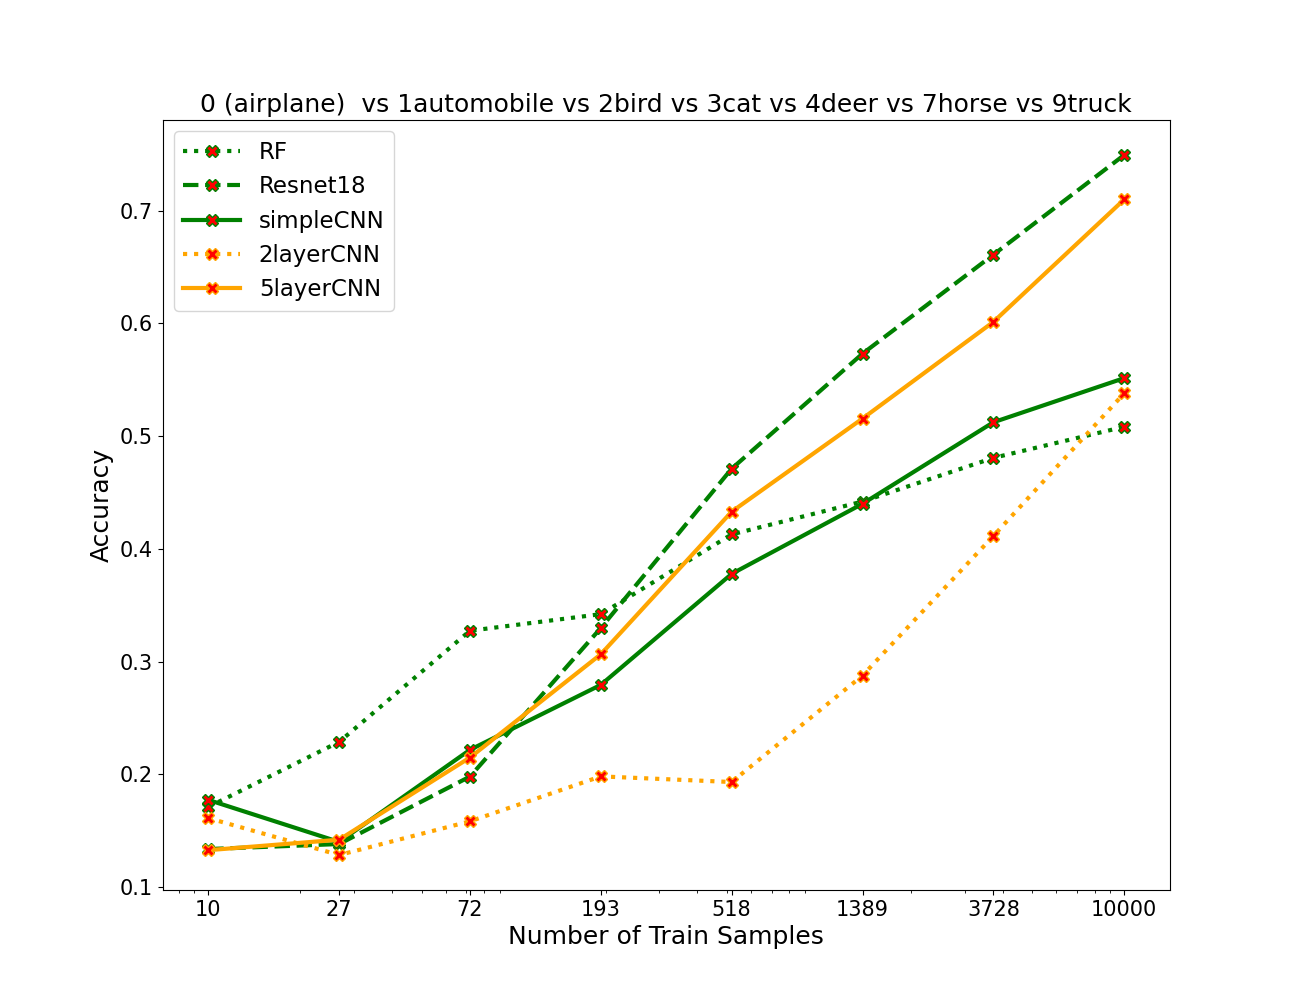 0 (airplane)  vs 1automobile vs 2bird vs 3cat vs 4deer vs 7horse vs 9truck
RF
Resnet18
simpleCNN
2layerCNN
5layerCNN
Accuracy
0.7
0.6
0.5
0.4
0.3
0.2
0.1
10 27 72 193 518 1389 3728 10000
Number of Train Samples